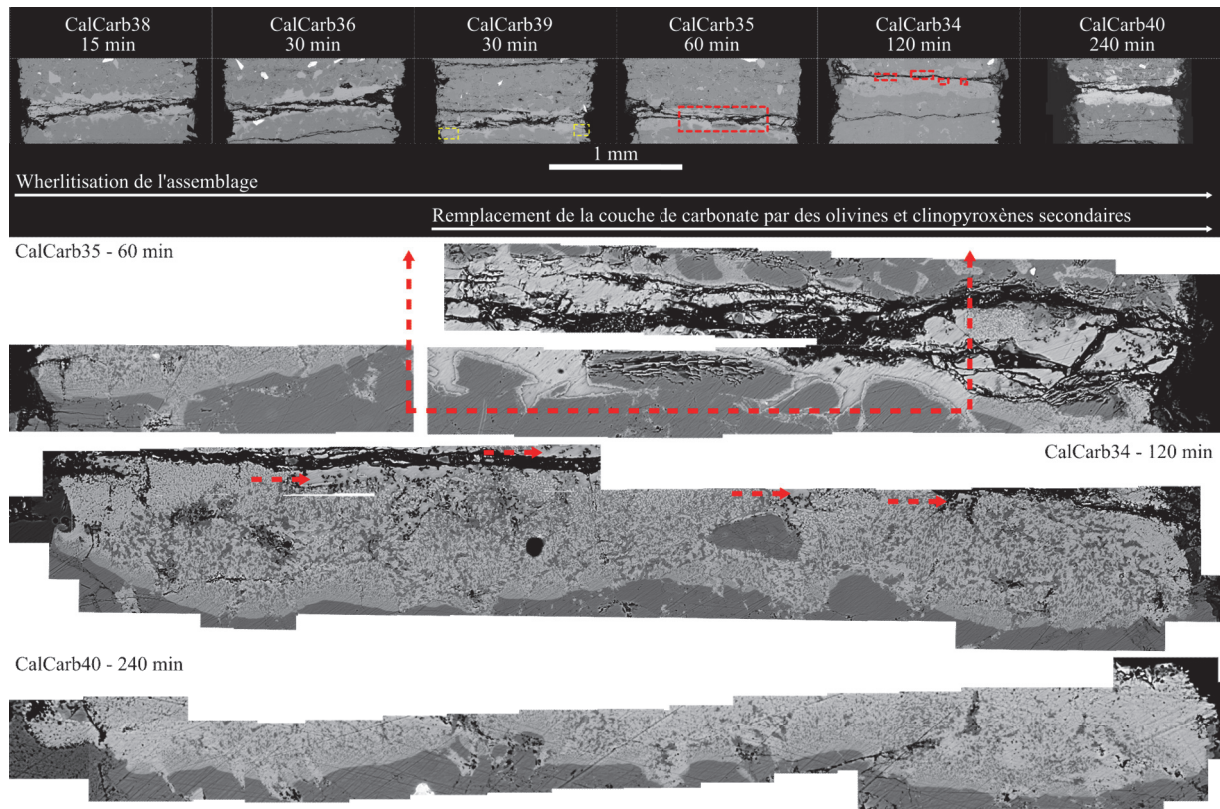 CalCarb38
15 min
CalCarb36
30 min
CalCarb39
30 min
CalCarb35
60 min
CalCarb34
120 min
CalCarb40
240 min
1 mm
Wherlitisation de l'assemblage
Remplacement de la couche de carbonate par des olivines et clinopyroxènes secondaires
CalCarb35 - 60 min
CalCarb34 - 120 min
CalCarb40 - 240 min